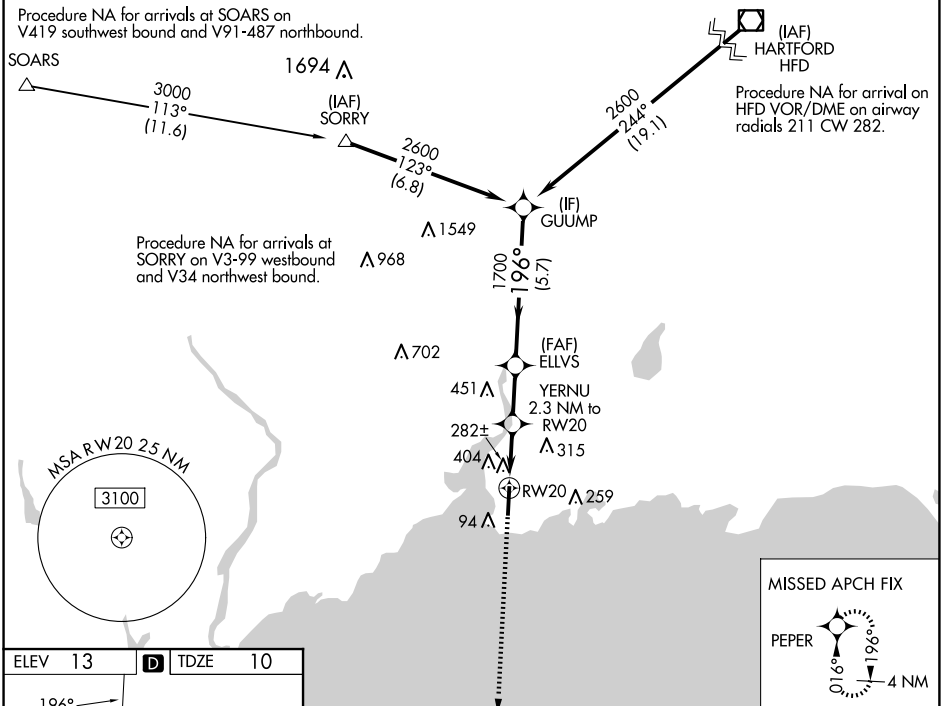 Procedure NA for arrivals at SOARS on
V419 southwest bound and V91-487 northbound.
SOARS
1694
3000
113°
(11.6)
(IAF)
SORRY
2600
123°
(6.8)
(IAF)
HARTFORD
HFD
Procedure NA for arrival on
HFD VOR/DME on airway
radials 211 CW 282.
2600
244°
(19.1)
(IF)
GUUMP
1549
968
Procedure NA for arrivals at
SORRY on V3-99 westbound
and V34 northwest bound.
1700
196°
(5.7)
702
(FAF)
ELLVS
451
YERNU
2.3 NM to
RW20
282±
404
315
RW20
259
94
MSA RW20 25 NM
3100
MISSED APCH FIX
PEPER
016°
196°
4 NM
ELEV 13 D TDZE 10
196°